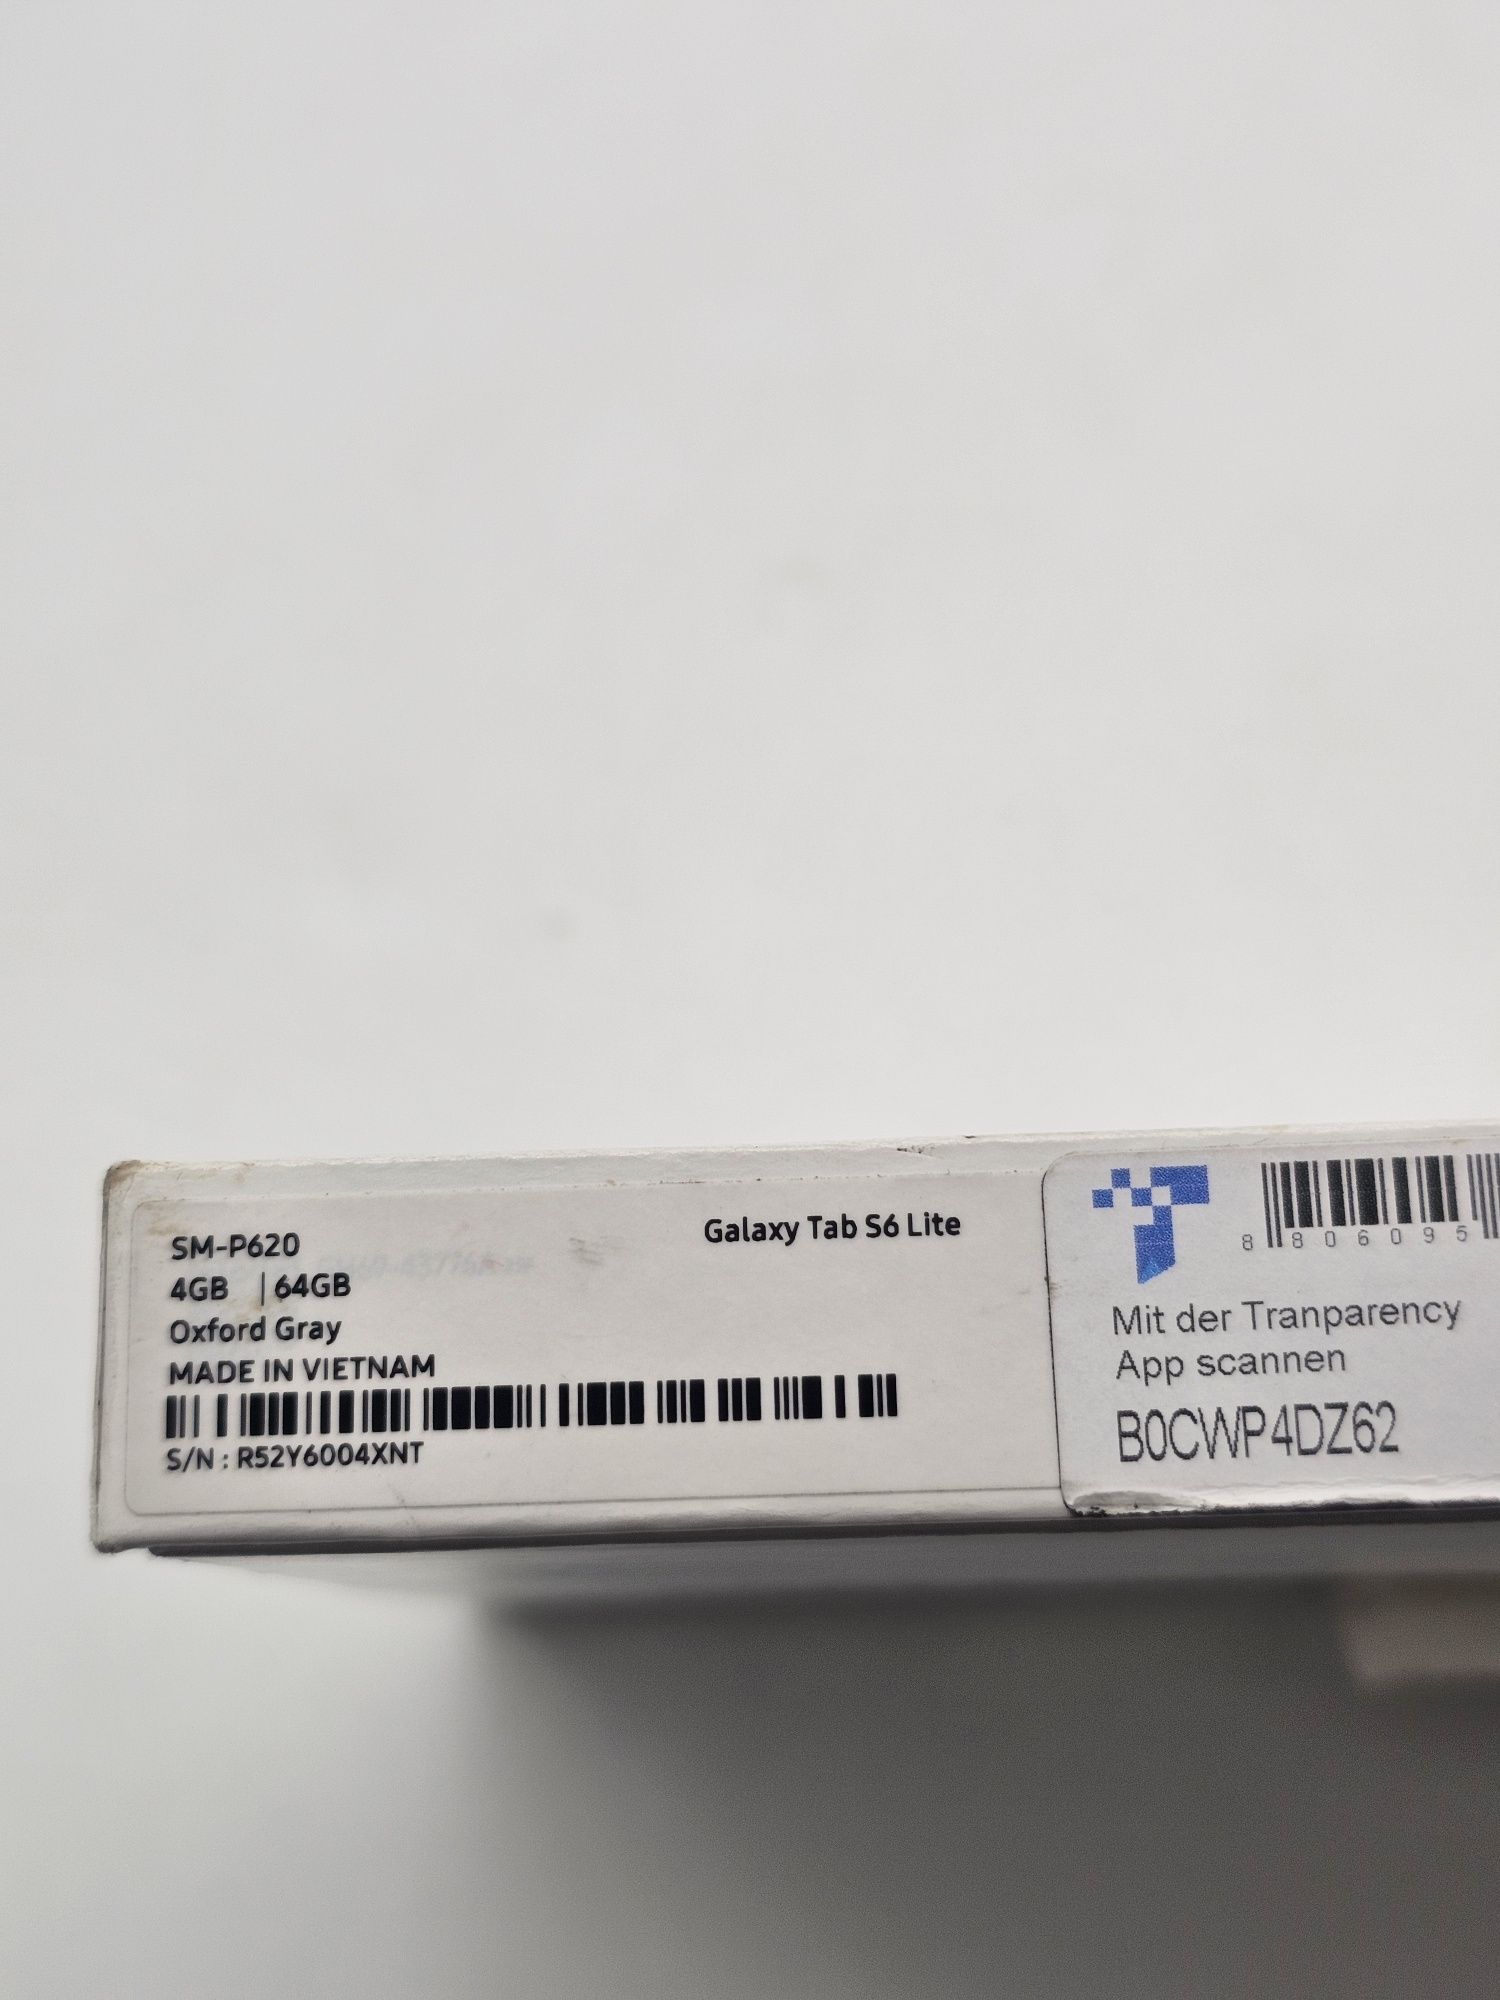 SM-P620
4GB | 64GB
Oxford Gray
MADE IN VIETNAM
S/N : R52Y6004XNT
Galaxy Tab S6 Lite
8 806095
Mit der Tranparency
App scannen
B0CWP4DZ62